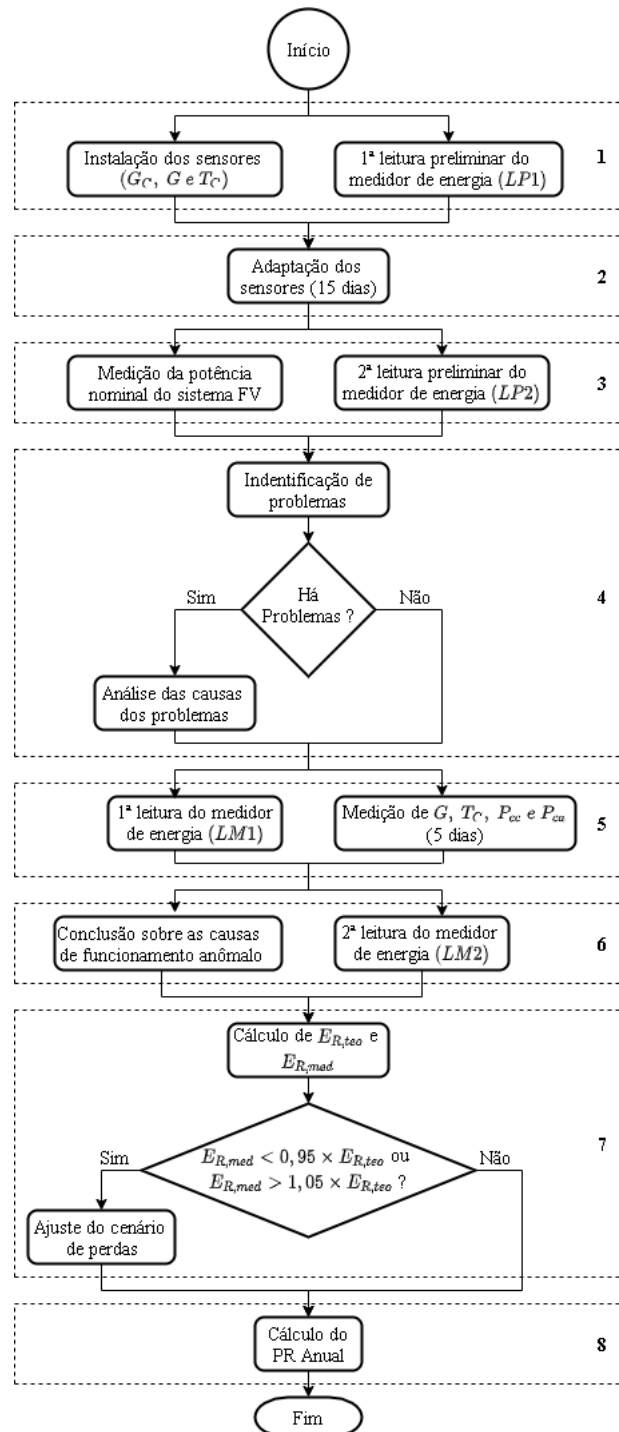 Início
Instalação dos sensores
(G_C, G e T_C)
1ª leitura preliminar do
medidor de energia (LP1)
1
Adaptação dos
sensores (15 dias)
2
Medição da potência
nominal do sistema FV
2ª leitura preliminar do
medidor de energia (LP2)
3
Indentificação de
problemas
Há
Problemas ?
Sim
Não
4
Análise das causas
dos problemas
1ª leitura do medidor
de energia (LM1)
Medição de G, T_C, P_cc e P_ca
(5 dias)
5
Conclusão sobre as causas
de funcionamento anômalo
2ª leitura do medidor
de energia (LM2)
6
Cálculo de E_R,teo e
E_R,med
E_R,med < 0,95 × E_R,teo ou
E_R,med > 1,05 × E_R,teo ?
Sim
Não
7
Ajuste do cenário
de perdas
Cálculo do
PR Anual
8
Fim